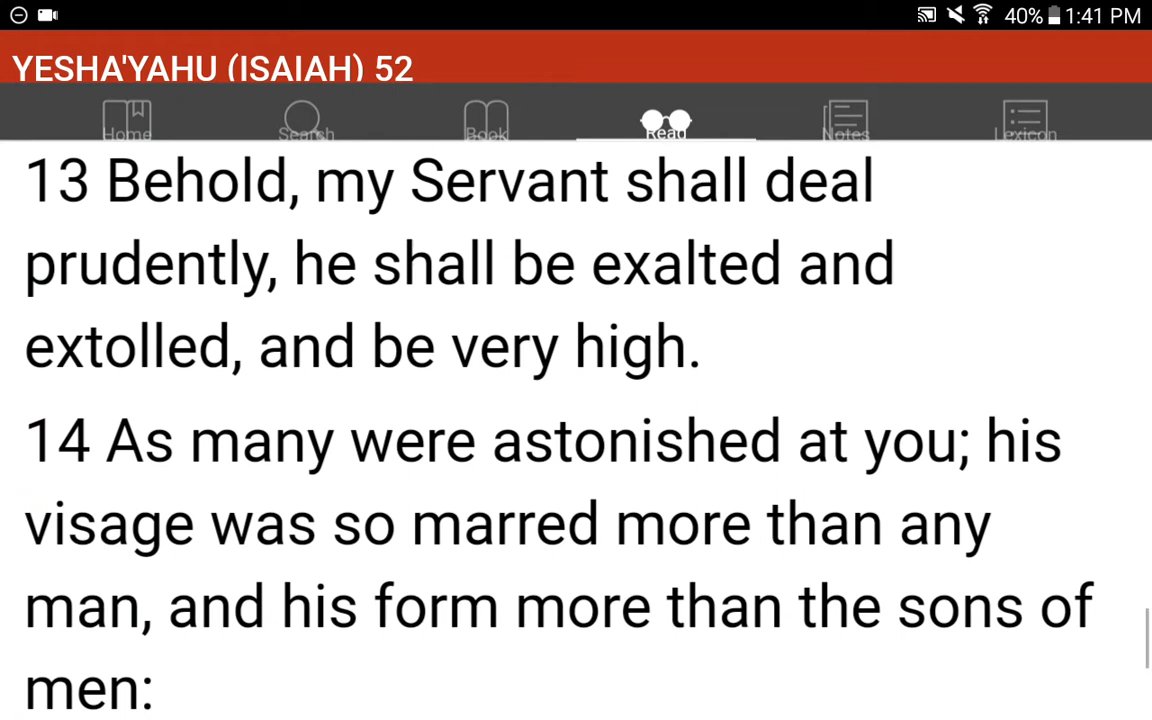 40% 1:41 PM
YESHA'YAHU (ISAIAH) 52
Home Search Book Read Notes Lexicon
13 Behold, my Servant shall deal
prudently, he shall be exalted and
extolled, and be very high.
14 As many were astonished at you; his
visage was so marred more than any
man, and his form more than the sons of
men: